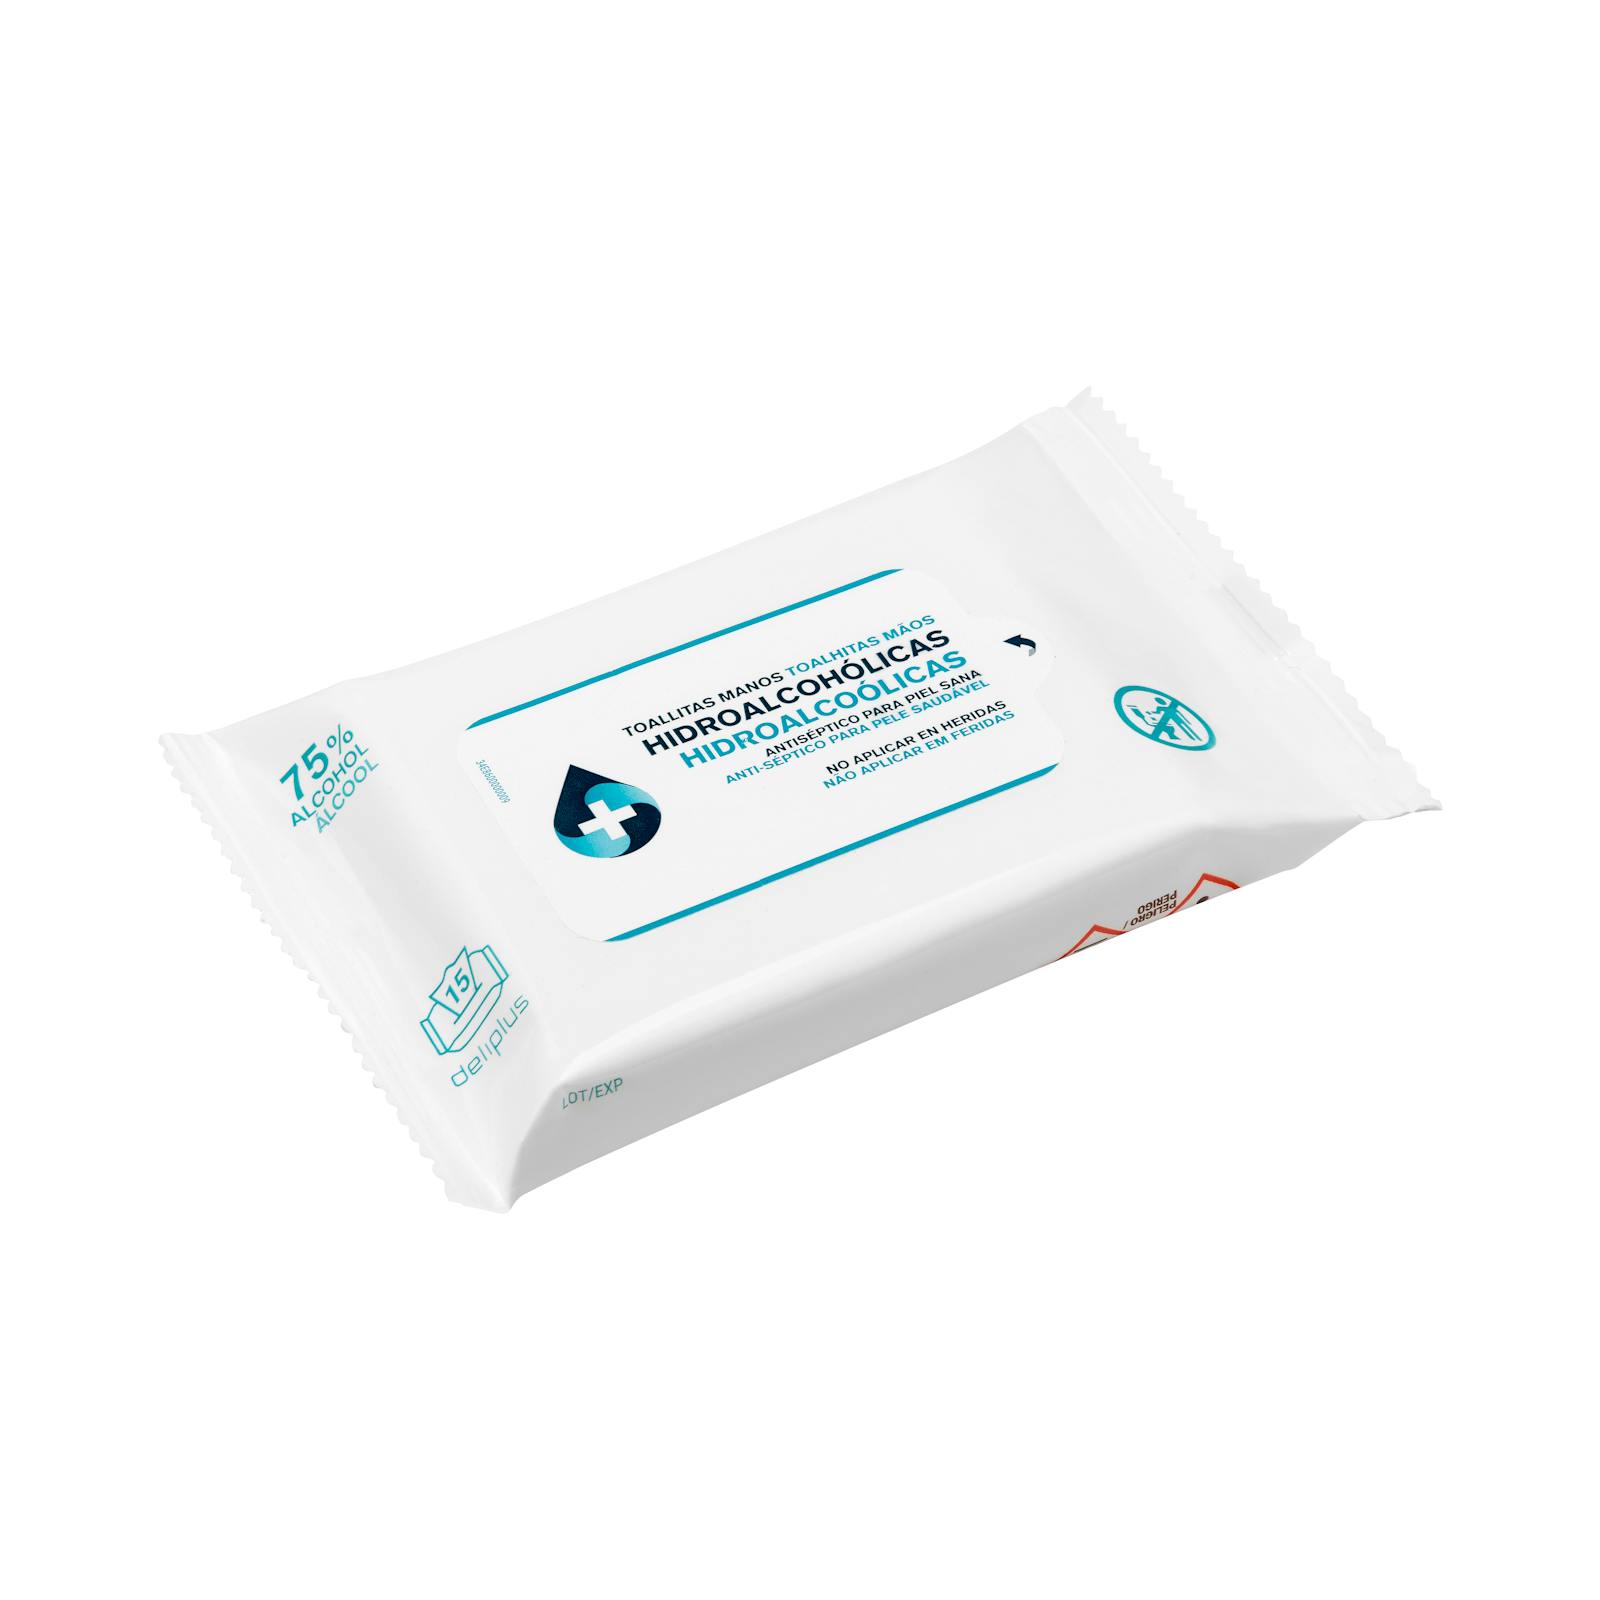 75%
ALCOHOL
ÁLCOOL
TOALLITAS MANOS TOALHITAS MÃOS
HIDROALCOHÓLICAS
HIDROALCOÓLICAS
ANTISÉPTICO PARA PIEL SANA
ANTI-SÉPTICO PARA PELE SAUDÁVEL
NO APLICAR EN HERIDAS
NÃO APLICAR EM FERIDAS
15
deliplus
LOT/EXP
PELIGRO /
PERIGO